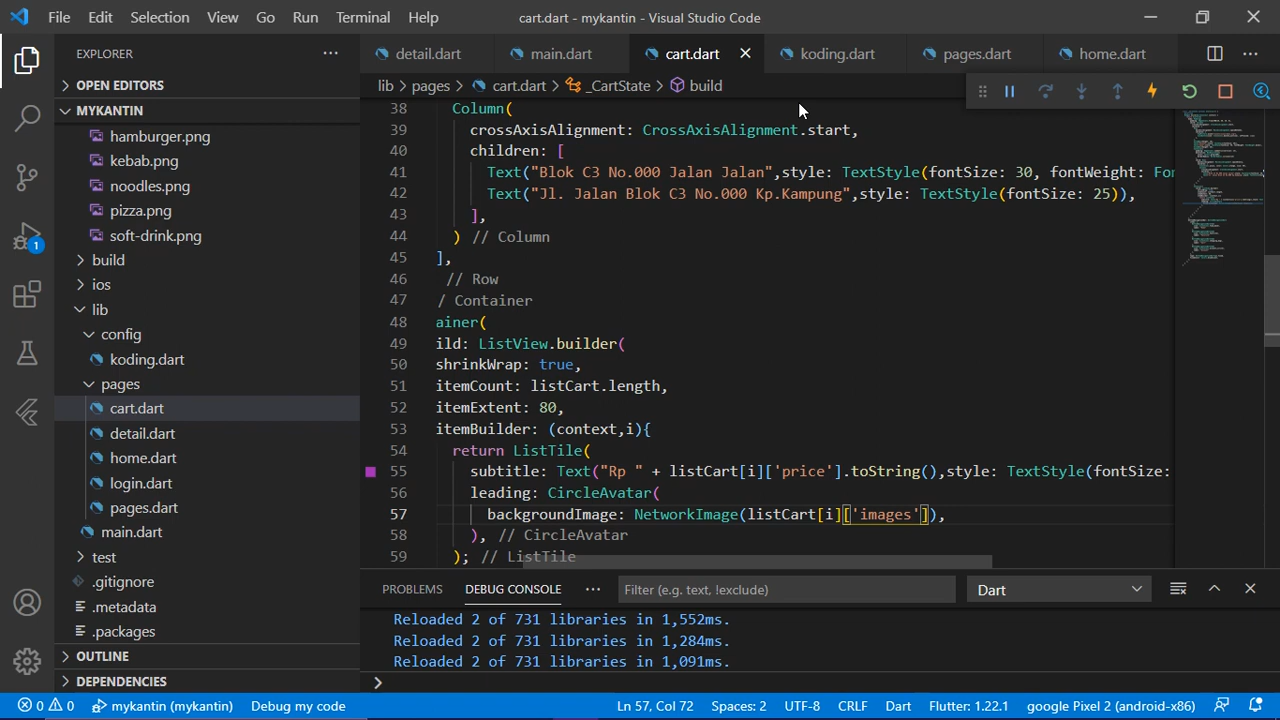 File Edit Selection View Go Run Terminal Help cart.dart - mykantin - Visual Studio Code
EXPLORER
detail.dart main.dart cart.dart koding.dart pages.dart home.dart
OPEN EDITORS
lib > pages > cart.dart > _CartState > build
MYKANTIN
hamburger.png
kebab.png
noodles.png
pizza.png
soft-drink.png
build
ios
lib
config
koding.dart
pages
cart.dart
detail.dart
home.dart
login.dart
pages.dart
main.dart
test
.gitignore
.metadata
.packages
OUTLINE
DEPENDENCIES
1
38 Column(
39 crossAxisAlignment: CrossAxisAlignment.start,
40 children: [
41 Text("Blok C3 No.000 Jalan Jalan",style: TextStyle(fontSize: 30, fontWeight: Fon
42 Text("Jl. Jalan Blok C3 No.000 Kp.Kampung",style: TextStyle(fontSize: 25)),
43 ],
44 ) // Column
45 ],
46 // Row
47 / Container
48 ainer(
49 ild: ListView.builder(
50 shrinkWrap: true,
51 itemCount: listCart.length,
52 itemExtent: 80,
53 itemBuilder: (context,i){
54 return ListTile(
55 subtitle: Text("Rp " + listCart[i]['price'].toString(),style: TextStyle(fontSize:
56 leading: CircleAvatar(
57 backgroundImage: NetworkImage(listCart[i]['images']),
58 ), // CircleAvatar
59 ); // ListTile
PROBLEMS DEBUG CONSOLE ... Filter (e.g. text, !exclude) Dart
Reloaded 2 of 731 libraries in 1,552ms.
Reloaded 2 of 731 libraries in 1,284ms.
Reloaded 2 of 731 libraries in 1,091ms.
>
0 0 mykantin (mykantin) Debug my code Ln 57, Col 72 Spaces: 2 UTF-8 CRLF Dart Flutter: 1.22.1 google Pixel 2 (android-x86)